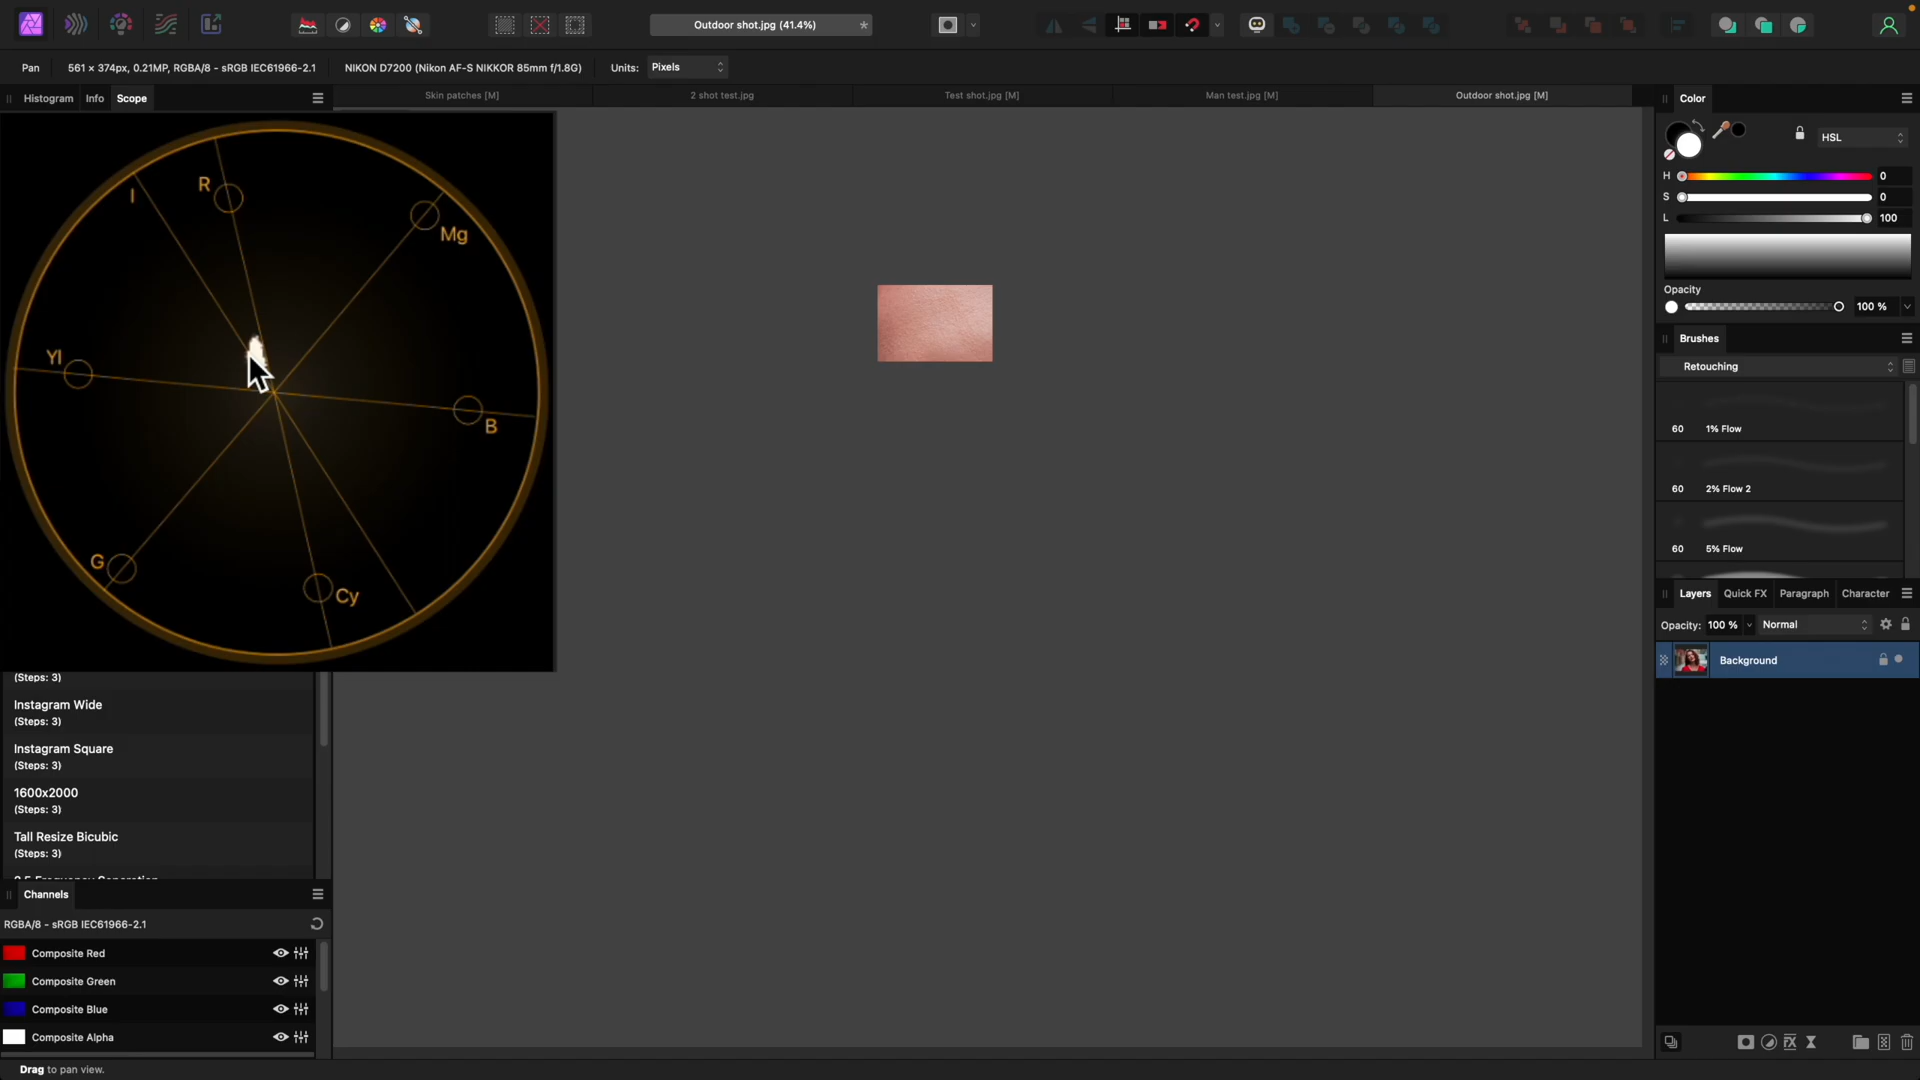 Outdoor shot.jpg (41.4%)
Pan
561 × 374px, 0.21MP, RGBA/8 - sRGB IEC61966-2.1
NIKON D7200 (Nikon AF-S NIKKOR 85mm f/1.8G)
Units:
Pixels
Histogram
Info
Scope
Skin patches [M]
2 shot test.jpg
Test shot.jpg [M]
Man test.jpg [M]
Outdoor shot.jpg [M]
I
R
Mg
Yl
B
G
Cy
(Steps: 3)
Instagram Wide
(Steps: 3)
Instagram Square
(Steps: 3)
1600x2000
(Steps: 3)
Tall Resize Bicubic
(Steps: 3)
Channels
RGBA/8 - sRGB IEC61966-2.1
Composite Red
Composite Green
Composite Blue
Composite Alpha
Drag to pan view.
Color
HSL
H
0
S
0
L
100
Opacity
100 %
Brushes
Retouching
60
1% Flow
60
2% Flow 2
60
5% Flow
Layers
Quick FX
Paragraph
Character
Opacity:
100 %
Normal
Background